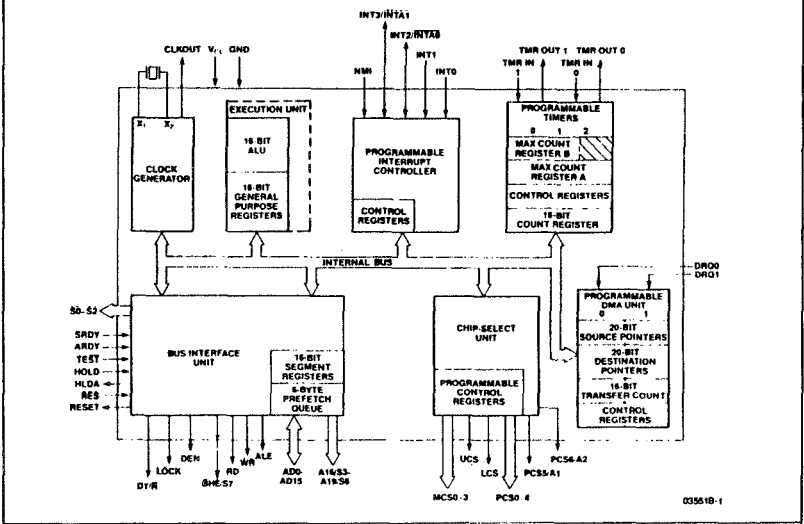 INT3/INTA1
INT2/INTA0
CLKOUT VCC GND
INT1
NMI
INT0
TMR OUT 1 TMR OUT 0
TMR IN 1
TMR IN 0
X1 X2
CLOCK
GENERATOR
EXECUTION UNIT
16-BIT
ALU
16-BIT
GENERAL
PURPOSE
REGISTERS
PROGRAMMABLE
INTERRUPT
CONTROLLER
CONTROL
REGISTERS
PROGRAMMABLE
TIMERS
0 1 2
MAX COUNT
REGISTER B
MAX COUNT
REGISTER A
CONTROL REGISTERS
16-BIT
COUNT REGISTER
INTERNAL BUS
DRQ0
DRQ1
S0-S2
SRDY
ARDY
TEST
HOLD
HLDA
RES
RESET
BUS INTERFACE
UNIT
16-BIT
SEGMENT
REGISTERS
6-BYTE
PREFETCH
QUEUE
CHIP-SELECT
UNIT
PROGRAMMABLE
CONTROL
REGISTERS
PROGRAMMABLE
DMA UNIT
0 1
20-BIT
SOURCE POINTERS
20-BIT
DESTINATION
POINTERS
16-BIT
TRANSFER COUNT
CONTROL
REGISTERS
DT/R
LOCK
DEN
BHE/S7
RD
WR
ALE
AD0-
AD15
A16/S3-
A19/S6
MCS0-3
UCS
LCS
PCS0-4
PCS5/A1
PCS6/A2
03551B-1